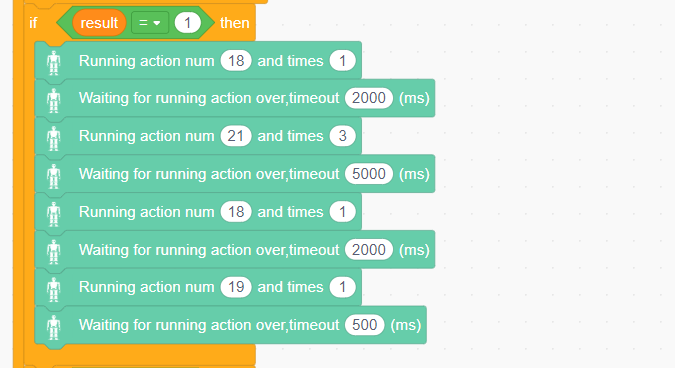 if result = 1 then
Running action num 18 and times 1
Waiting for running action over,timeout 2000 (ms)
Running action num 21 and times 3
Waiting for running action over,timeout 5000 (ms)
Running action num 18 and times 1
Waiting for running action over,timeout 2000 (ms)
Running action num 19 and times 1
Waiting for running action over,timeout 500 (ms)